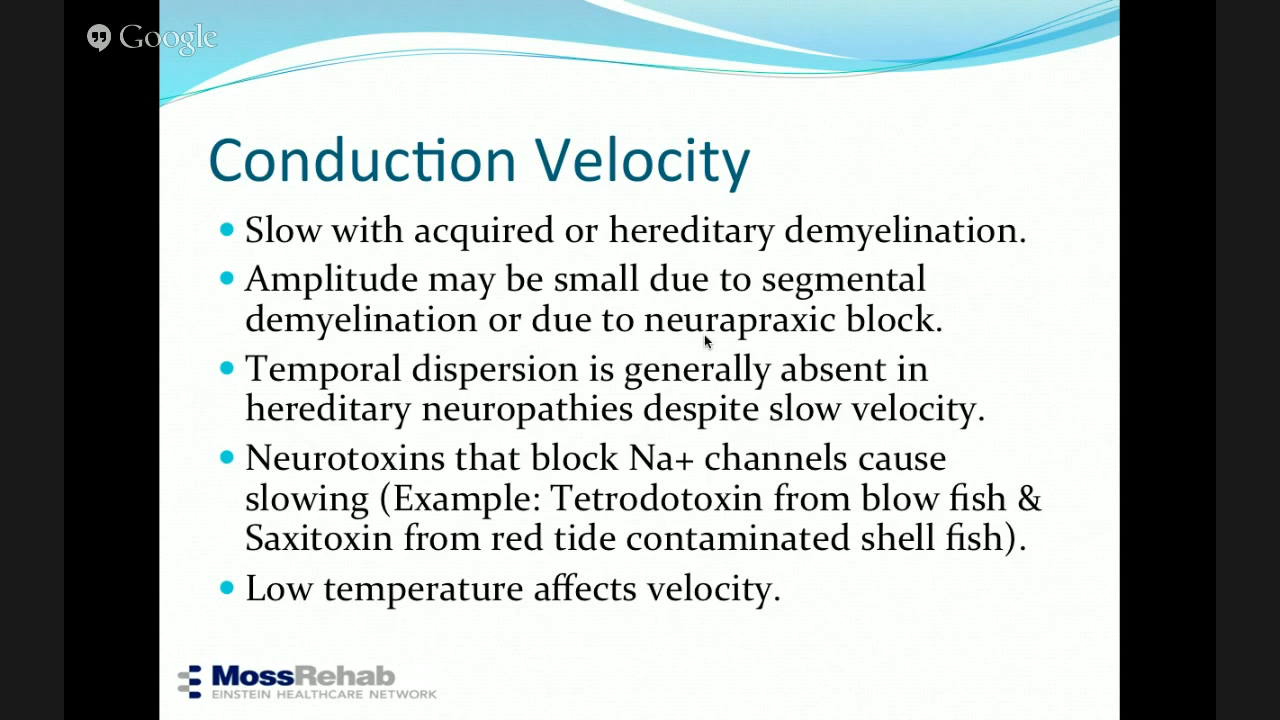 Google
Conduction Velocity
• Slow with acquired or hereditary demyelination.
• Amplitude may be small due to segmental
demyelination or due to neurapraxic block.
• Temporal dispersion is generally absent in
hereditary neuropathies despite slow velocity.
• Neurotoxins that block Na+ channels cause
slowing (Example: Tetrodotoxin from blow fish &
Saxitoxin from red tide contaminated shell fish).
• Low temperature affects velocity.
MossRehab
EINSTEIN HEALTHCARE NETWORK